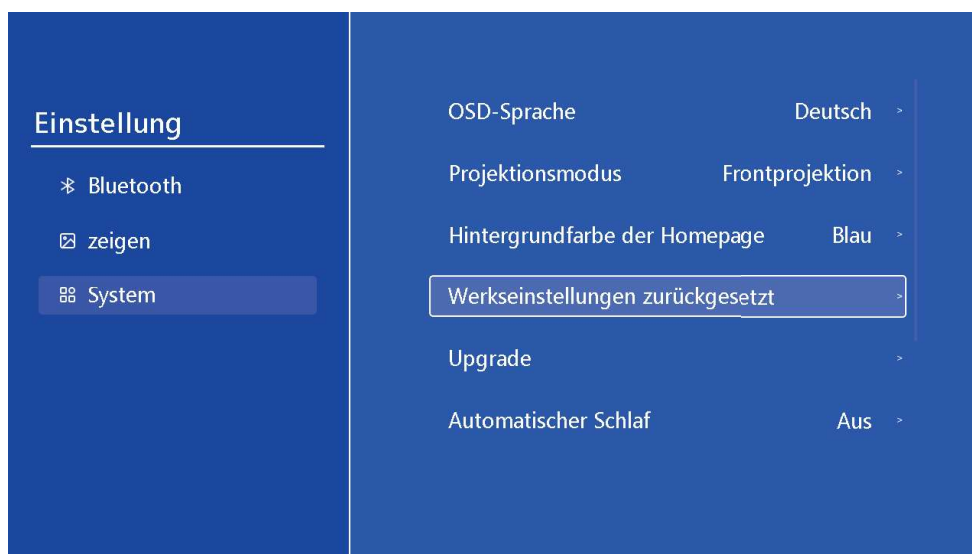 Einstellung
Bluetooth
zeigen
System
OSD-Sprache Deutsch >
Projektionsmodus Frontprojektion >
Hintergrundfarbe der Homepage Blau >
Werkseinstellungen zurückgesetzt >
Upgrade >
Automatischer Schlaf Aus >